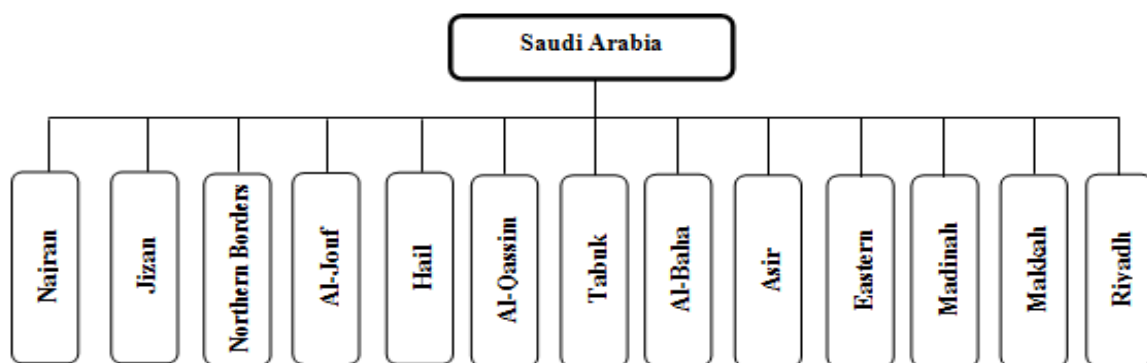 Saudi Arabia
Najran
Jizan
Northern Borders
Al-Jouf
Hail
Al-Qassim
Tabuk
Al-Baha
Asir
Eastern
Madinah
Makkah
Riyadh